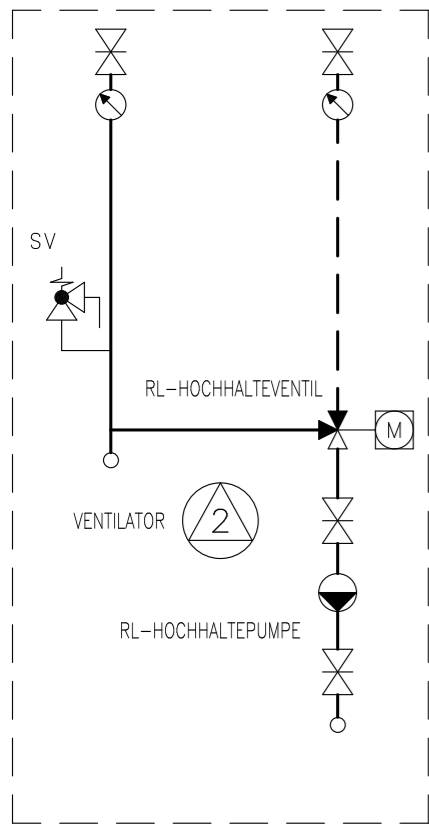 SV
RL-HOCHHALTEVENTIL
M
VENTILATOR
2
RL-HOCHHALTEPUMPE